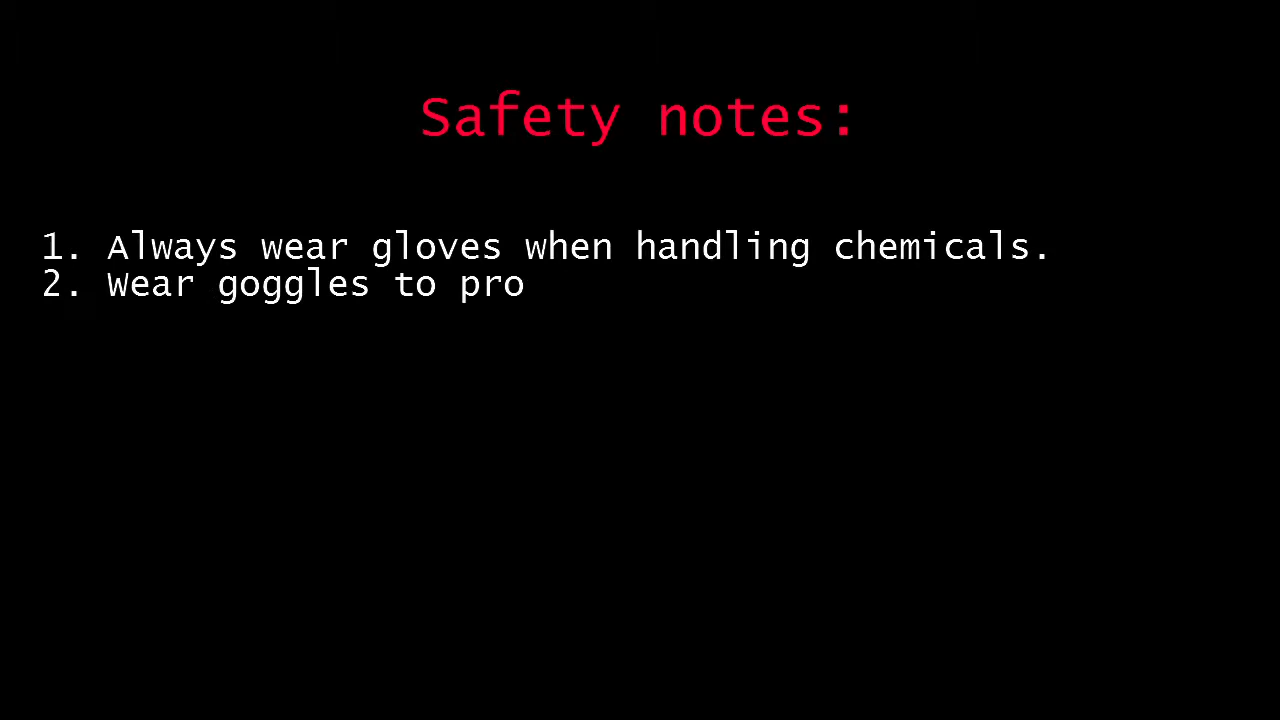 Safety notes:
1. Always wear gloves when handling chemicals.
2. Wear goggles to pro